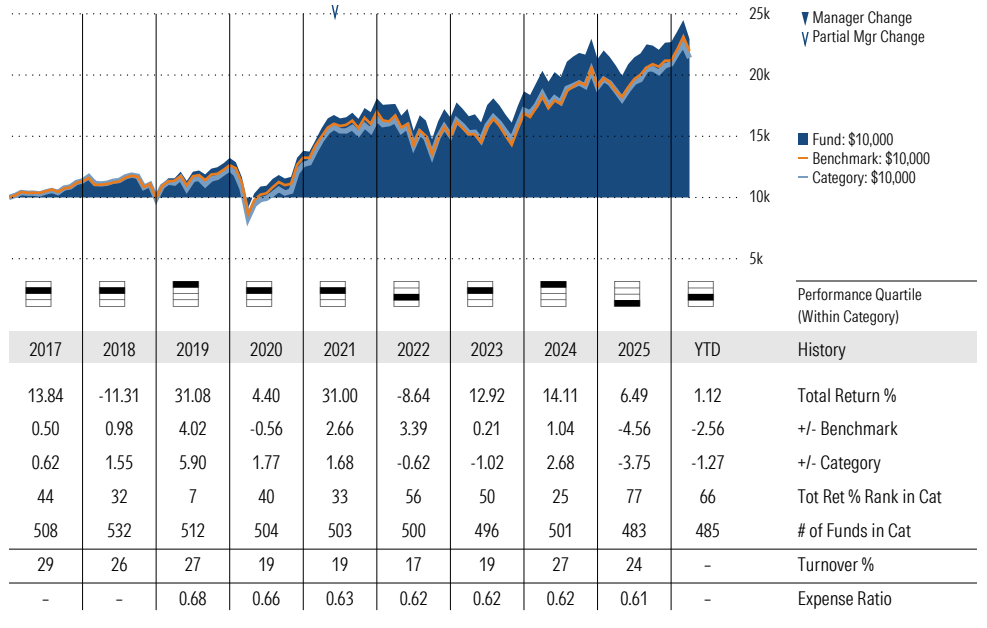 25k
20k
15k
10k
5k
Manager Change
Partial Mgr Change
Fund: $10,000
Benchmark: $10,000
Category: $10,000
Performance Quartile
(Within Category)
2017 2018 2019 2020 2021 2022 2023 2024 2025 YTD History
13.84 -11.31 31.08 4.40 31.00 -8.64 12.92 14.11 6.49 1.12 Total Return %
0.50 0.98 4.02 -0.56 2.66 3.39 0.21 1.04 -4.56 -2.56 +/- Benchmark
0.62 1.55 5.90 1.77 1.68 -0.62 -1.02 2.68 -3.75 -1.27 +/- Category
44 32 7 40 33 56 50 25 77 66 Tot Ret % Rank in Cat
508 532 512 504 503 500 496 501 483 485 # of Funds in Cat
29 26 27 19 19 17 19 27 24 – Turnover %
– – 0.68 0.66 0.63 0.62 0.62 0.62 0.61 – Expense Ratio